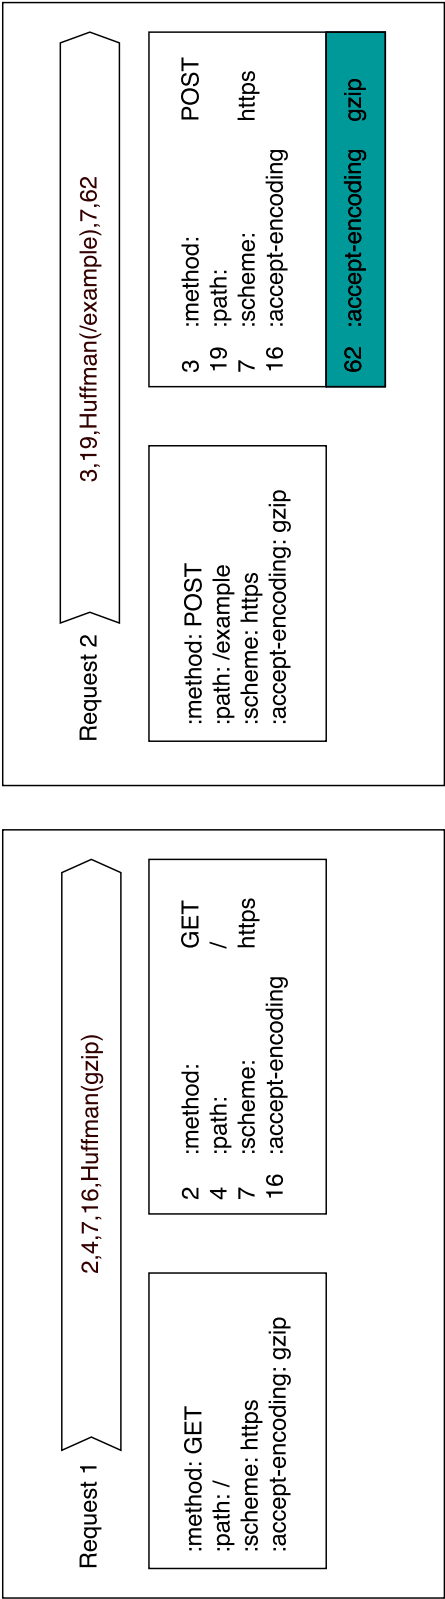 Request 1
2,4,7,16,Huffman(gzip)
:method: GET
:path: /
:scheme: https
:accept-encoding: gzip
2 :method: GET
4 :path: /
7 :scheme: https
16 :accept-encoding
Request 2
3,19,Huffman(/example),7,62
:method: POST
:path: /example
:scheme: https
:accept-encoding: gzip
3 :method: POST
19 :path:
7 :scheme: https
16 :accept-encoding
62 :accept-encoding gzip